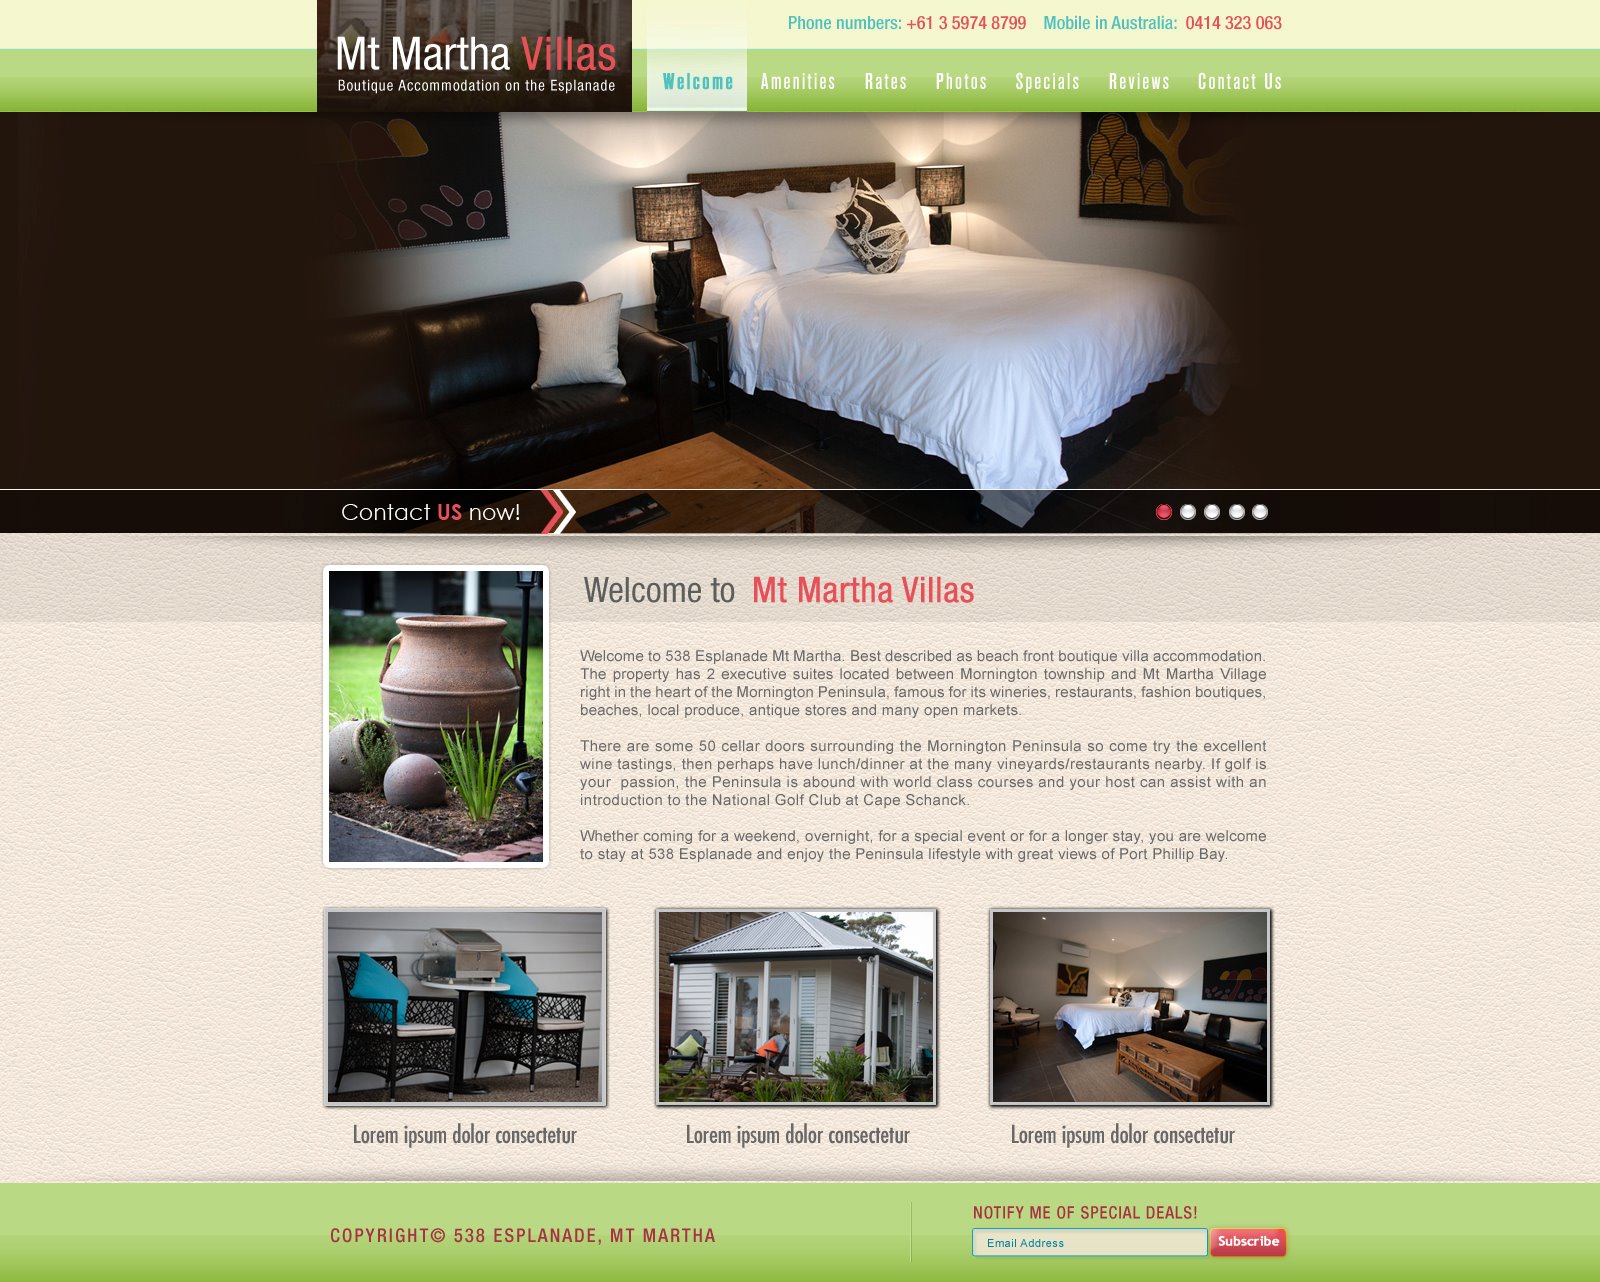 Phone numbers: +61 3 5974 8799 Mobile in Australia: 0414 323 063
Mt Martha Villas
Boutique Accommodation on the Esplanade
Welcome Amenities Rates Photos Specials Reviews Contact Us
Contact US now!
Welcome to Mt Martha Villas
Welcome to 538 Esplanade Mt Martha. Best described as beach front boutique villa accommodation.
The property has 2 executive suites located between Mornington township and Mt Martha Village
right in the heart of the Mornington Peninsula, famous for its wineries, restaurants, fashion boutiques,
beaches, local produce, antique stores and many open markets.
There are some 50 cellar doors surrounding the Mornington Peninsula so come try the excellent
wine tastings, then perhaps have lunch/dinner at the many vineyards/restaurants nearby. If golf is
your passion, the Peninsula is abound with world class courses and your host can assist with an
introduction to the National Golf Club at Cape Schanck.
Whether coming for a weekend, overnight, for a special event or for a longer stay, you are welcome
to stay at 538 Esplanade and enjoy the Peninsula lifestyle with great views of Port Phillip Bay.
Lorem ipsum dolor consectetur
Lorem ipsum dolor consectetur
Lorem ipsum dolor consectetur
COPYRIGHT© 538 ESPLANADE, MT MARTHA
NOTIFY ME OF SPECIAL DEALS!
Email Address
Subscribe